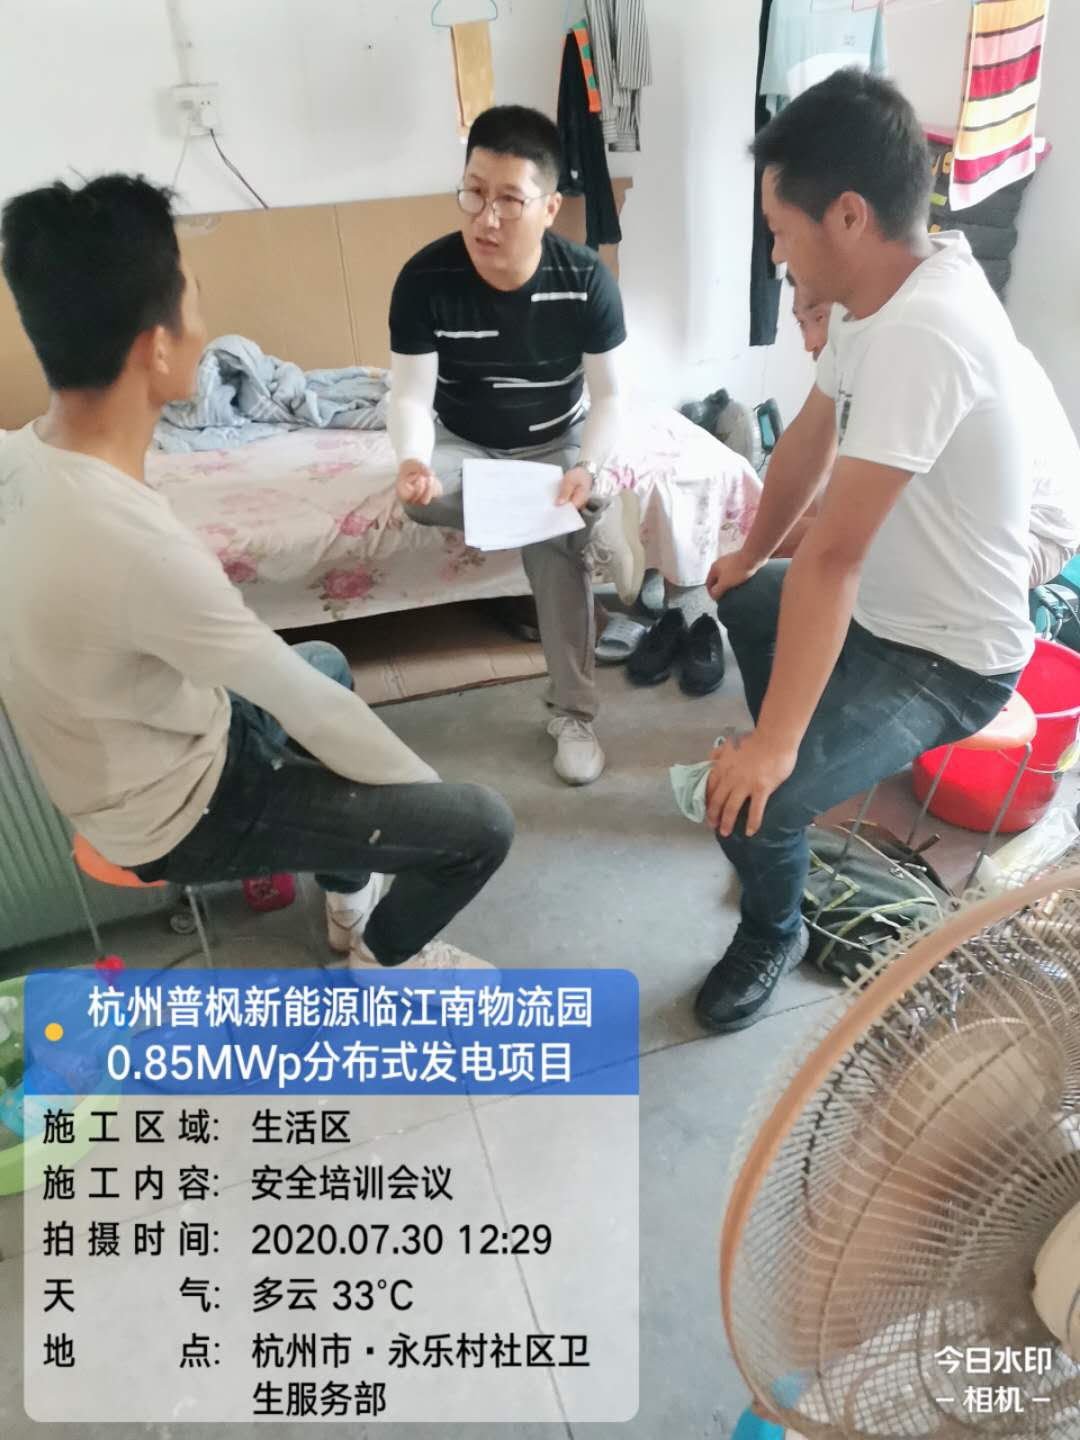 杭州普枫新能源临江南物流园
0.85MWp分布式发电项目
施工区域: 生活区
施工内容: 安全培训会议
拍摄时间: 2020.07.30 12:29
天气: 多云 33°C
地点: 杭州市·永乐村社区卫
生服务部
今日水印
-相机-